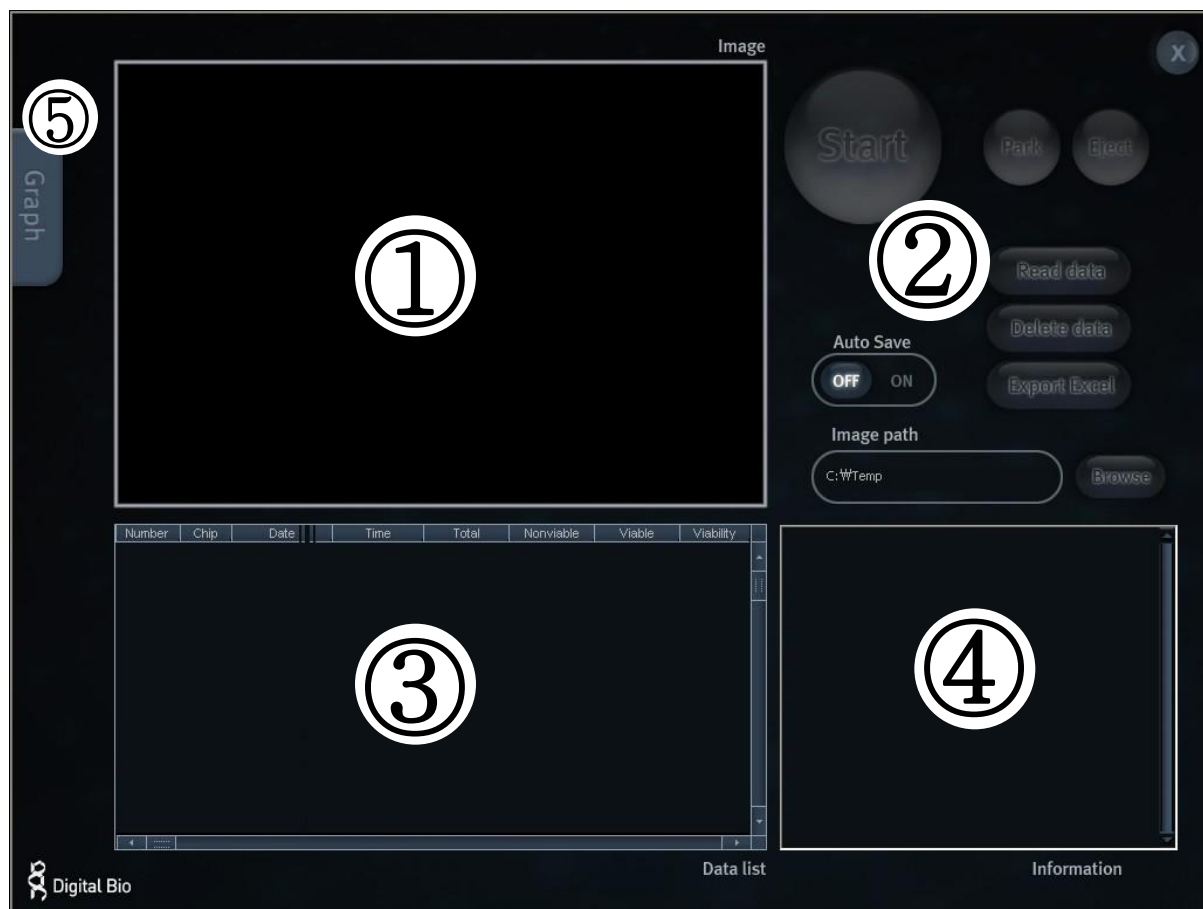 Image
X
⑤
Graph
①
Start
Park
Eject
②
Read data
Delete data
Export Excel
Auto Save
OFF ON
Image path
C:₩Temp
Browse
Number Chip Date Time Total Nonviable Viable Viability
③
④
Data list
Information
Digital Bio